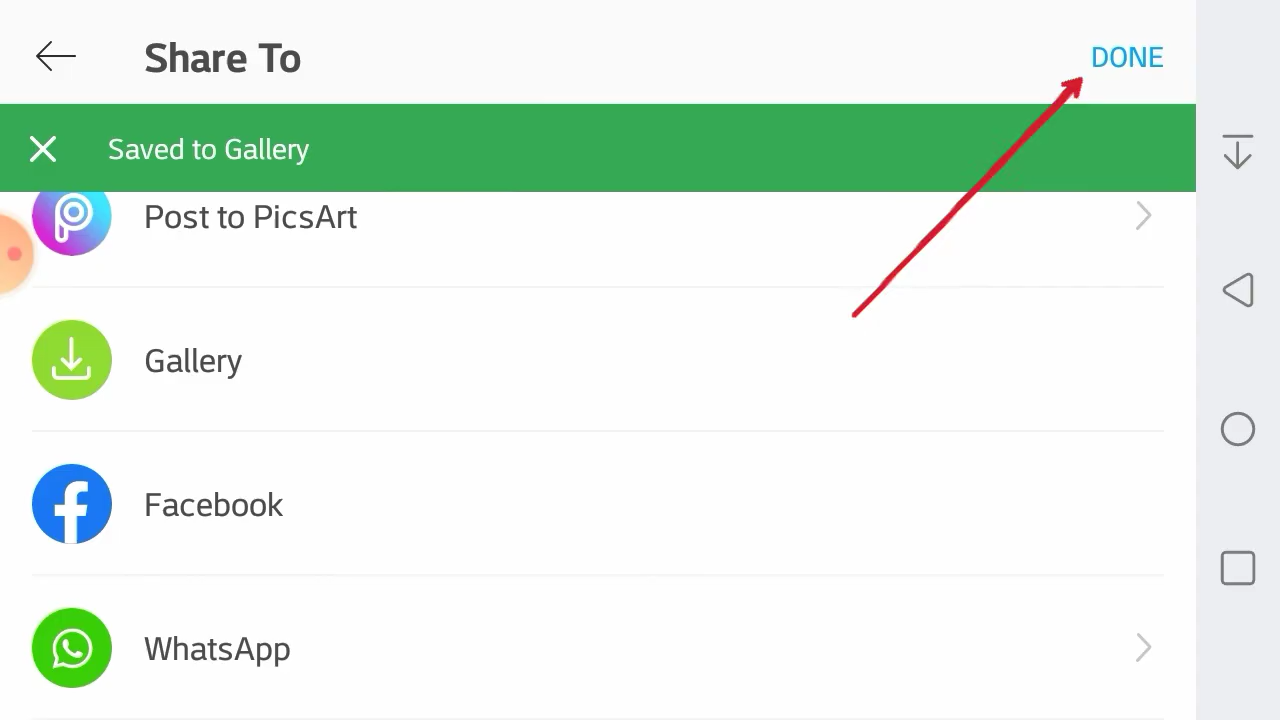 Share To
DONE
Saved to Gallery
Post to PicsArt
Gallery
Facebook
WhatsApp